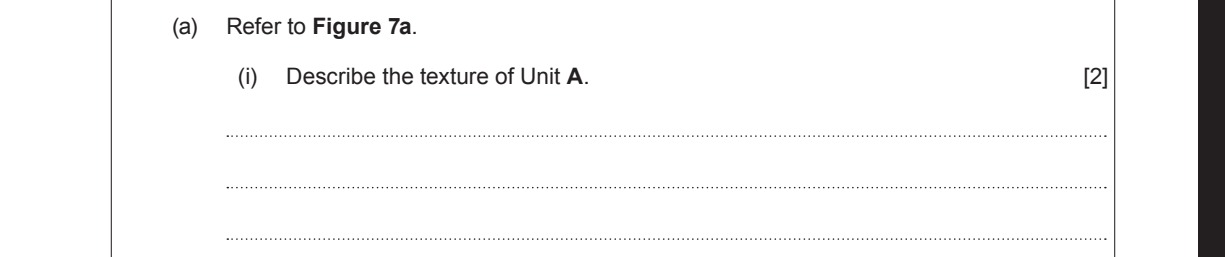 (a) Refer to Figure 7a.
(i) Describe the texture of Unit A. [2]